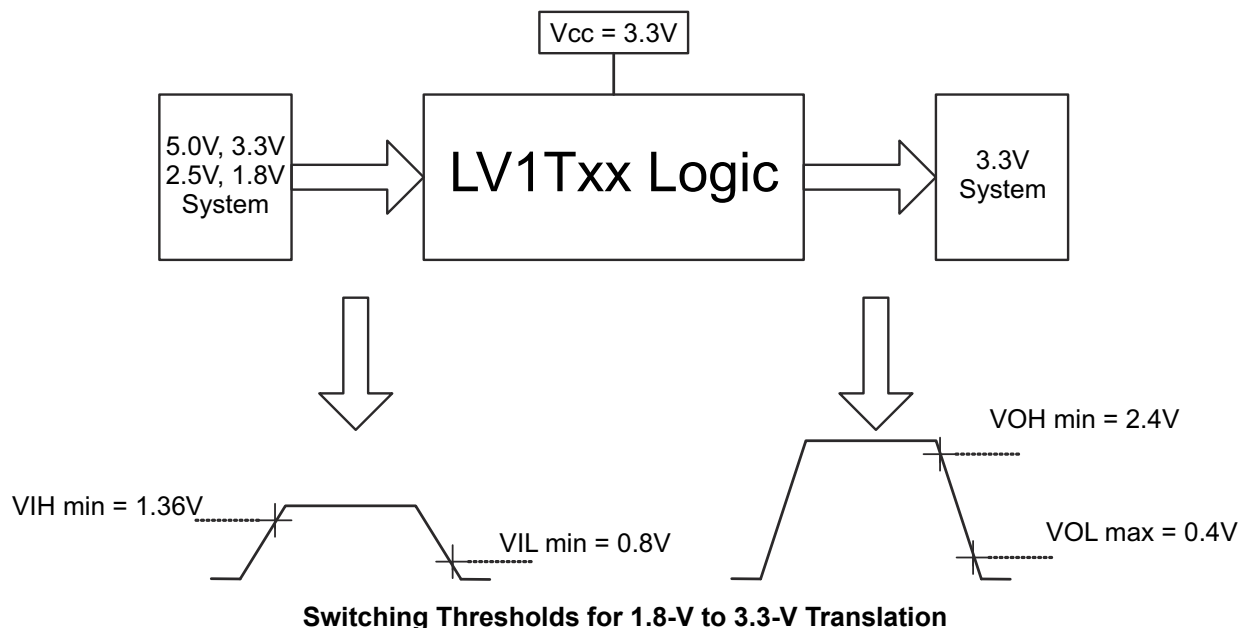 Vcc = 3.3V
5.0V, 3.3V
2.5V, 1.8V
System
LV1Txx Logic
3.3V
System
VOH min = 2.4V
VIH min = 1.36V
VIL min = 0.8V
VOL max = 0.4V
Switching Thresholds for 1.8-V to 3.3-V Translation